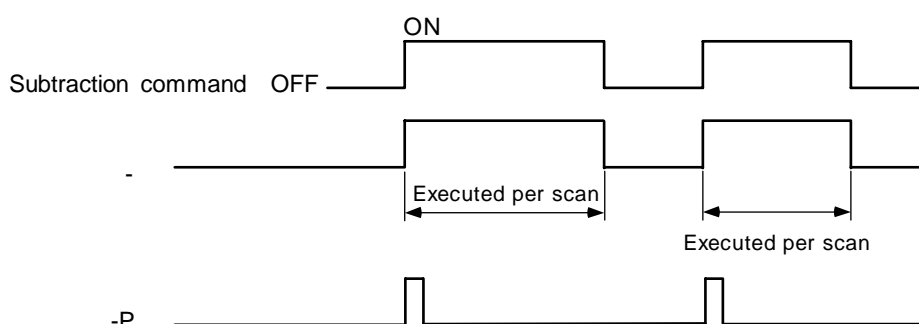 ON
Subtraction command OFF
-
Executed per scan
Executed per scan
-P